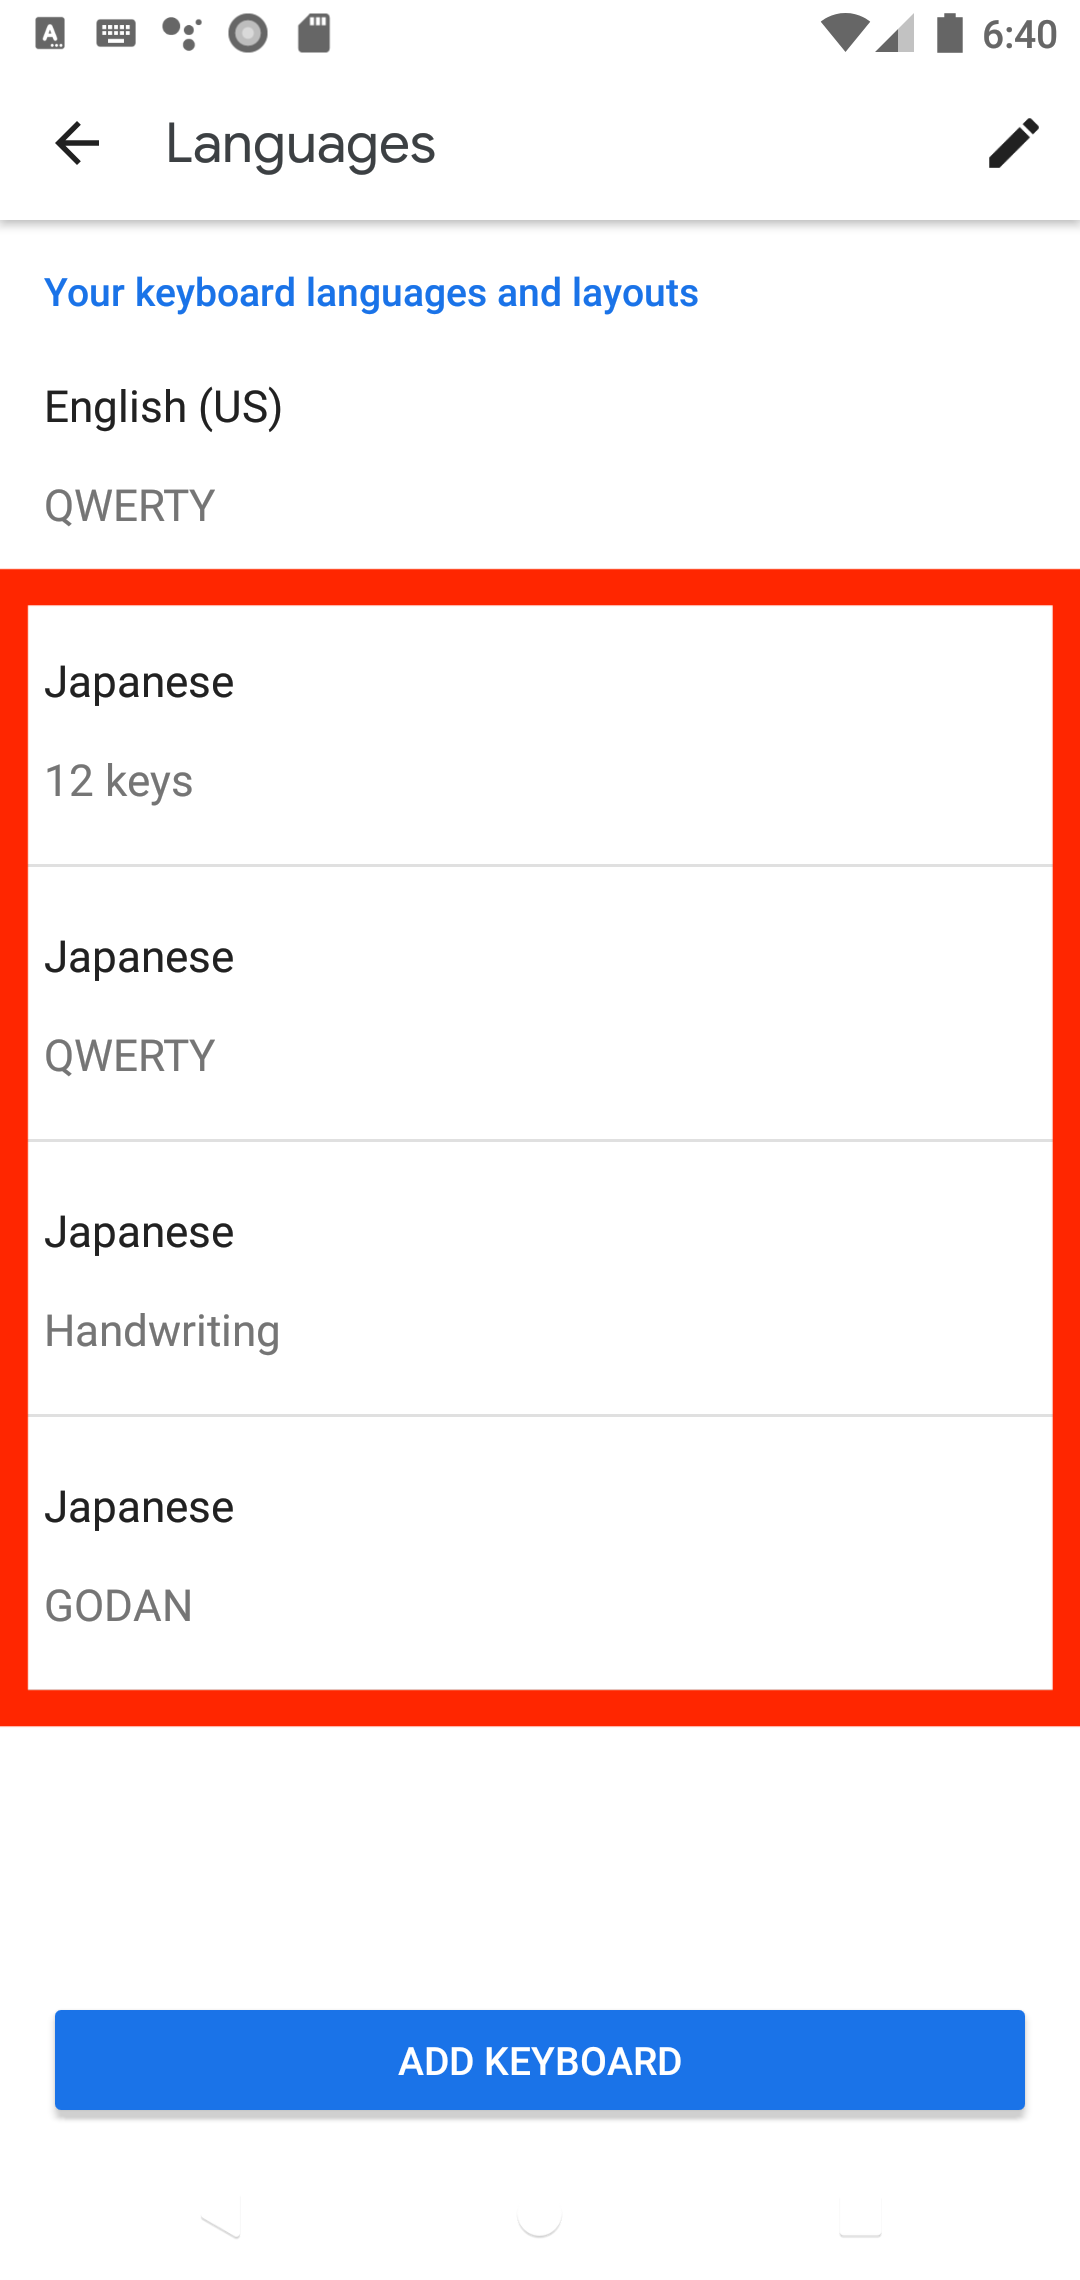 6:40
Languages
Your keyboard languages and layouts
English (US)
QWERTY
Japanese
12 keys
Japanese
QWERTY
Japanese
Handwriting
Japanese
GODAN
ADD KEYBOARD